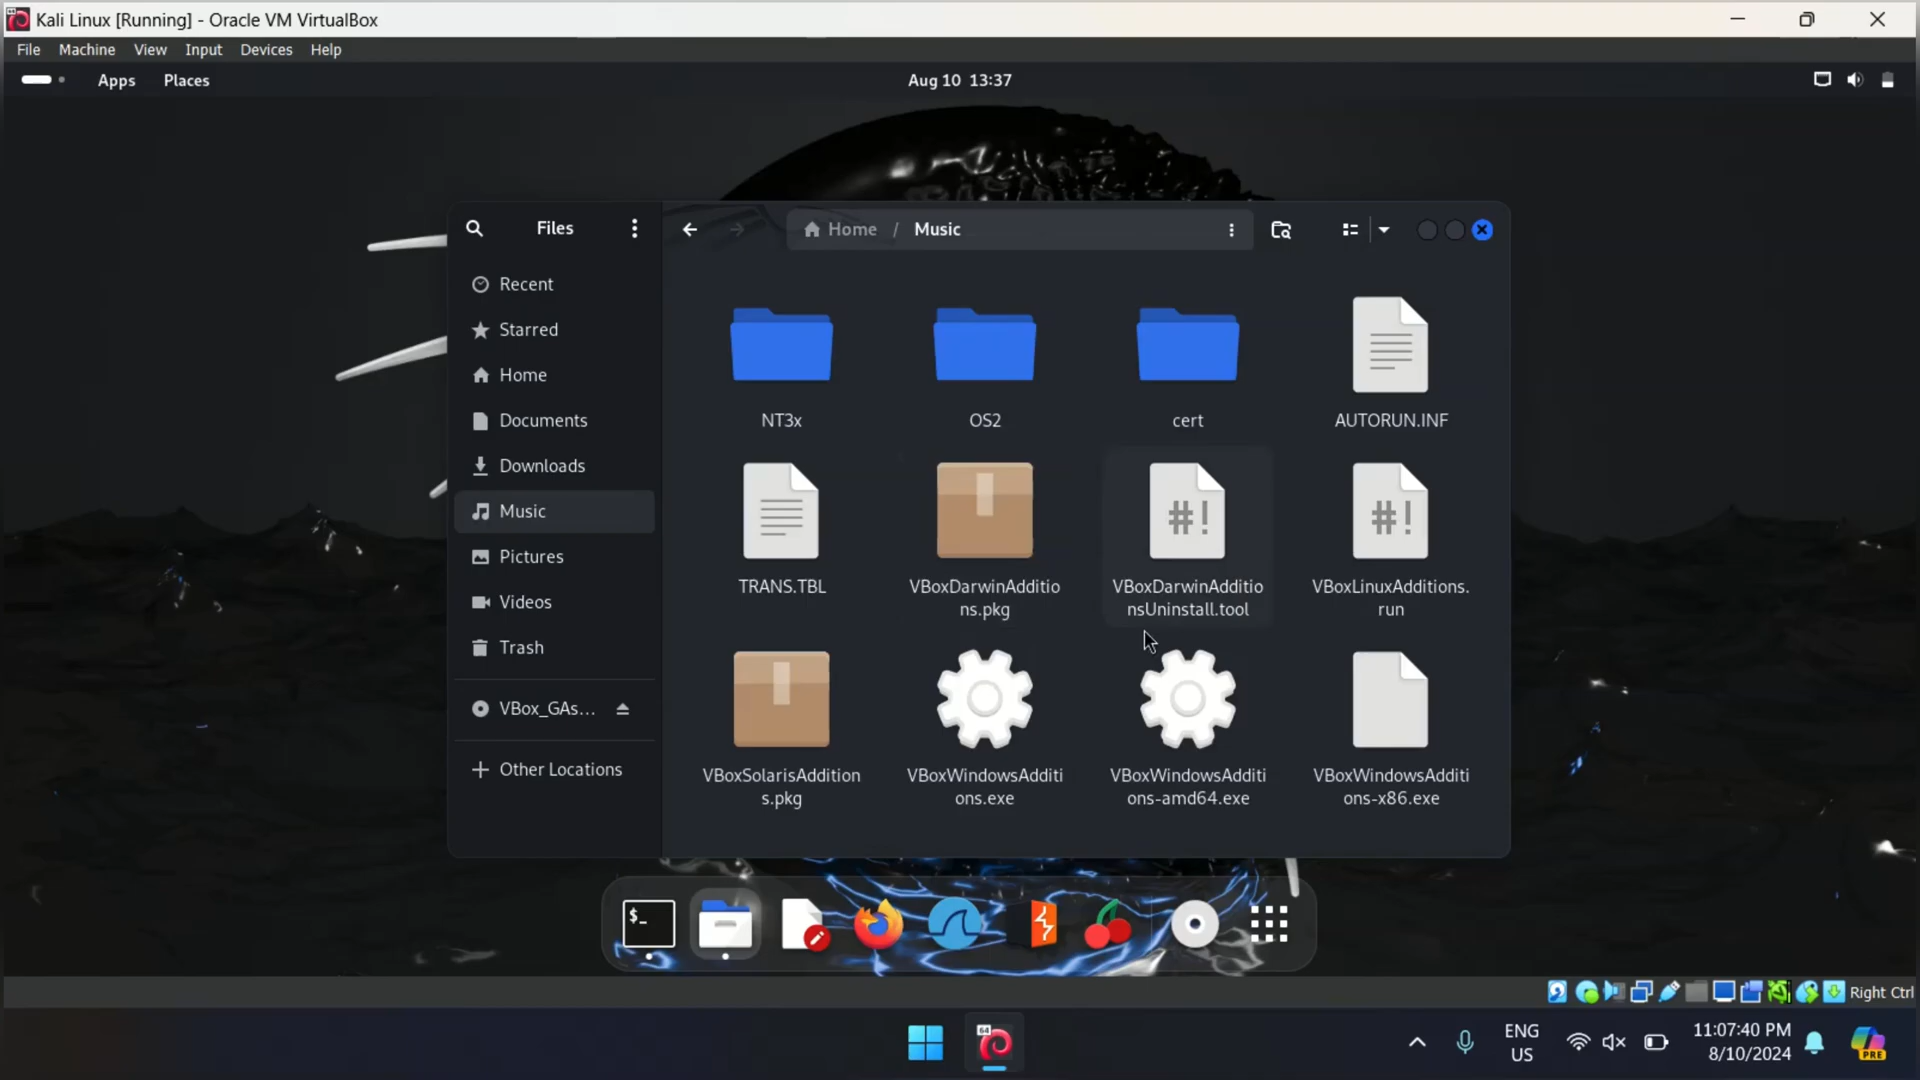 Kali Linux [Running] - Oracle VM VirtualBox
File Machine View Input Devices Help
Apps Places Aug 10 13:37
Files Home / Music
Recent
Starred
Home
Documents
Downloads
Music
Pictures
Videos
Trash
VBox_GAs...
Other Locations
NT3x OS2 cert AUTORUN.INF
#! #!
TRANS.TBL VBoxDarwinAdditio VBoxDarwinAdditio VBoxLinuxAdditions.
ns.pkg nsUninstall.tool run
VBoxSolarisAddition VBoxWindowsAdditi VBoxWindowsAdditi VBoxWindowsAdditi
s.pkg ons.exe ons-amd64.exe ons-x86.exe
$_
Right Ctrl
64
ENG 11:07:40 PM
US 8/10/2024
PRE